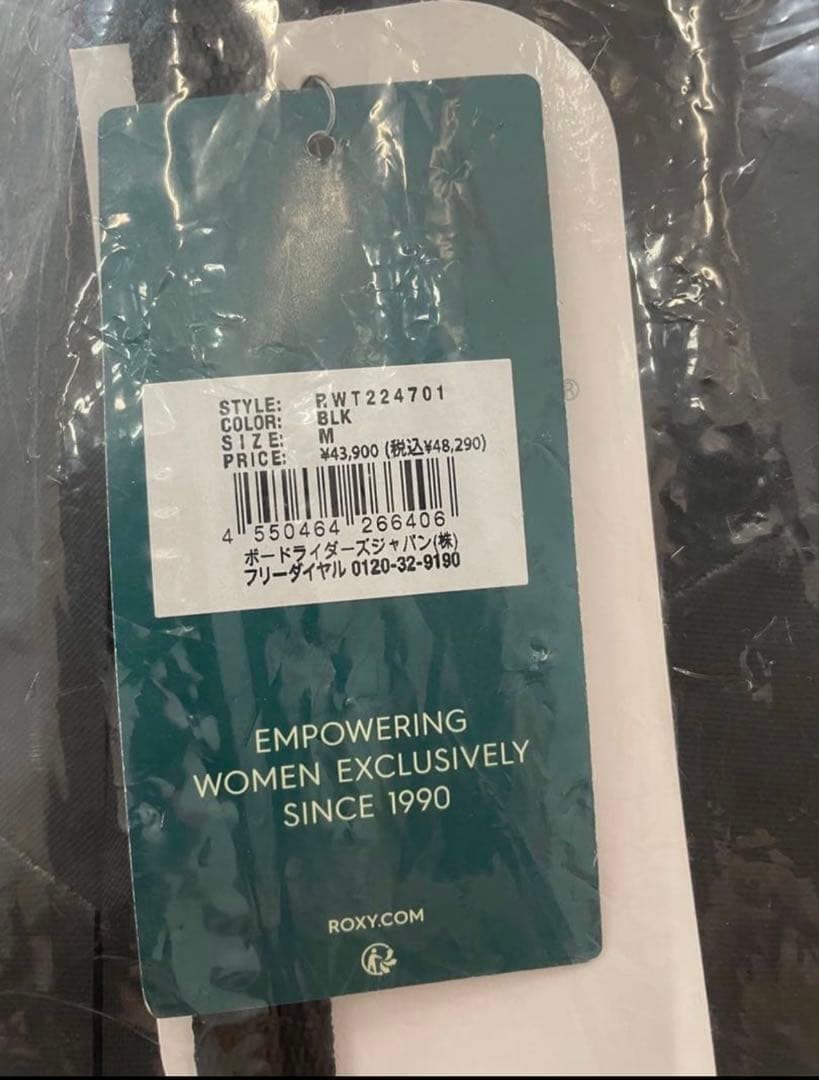 STYLE: RWT224701
COLOR: BLK
SIZE: M
PRICE: ¥43,900 (税込¥48,290)
4 550464 266406
ボードライダーズジャパン(株)
フリーダイヤル 0120-32-9190
EMPOWERING
WOMEN EXCLUSIVELY
SINCE 1990
ROXY.COM
®